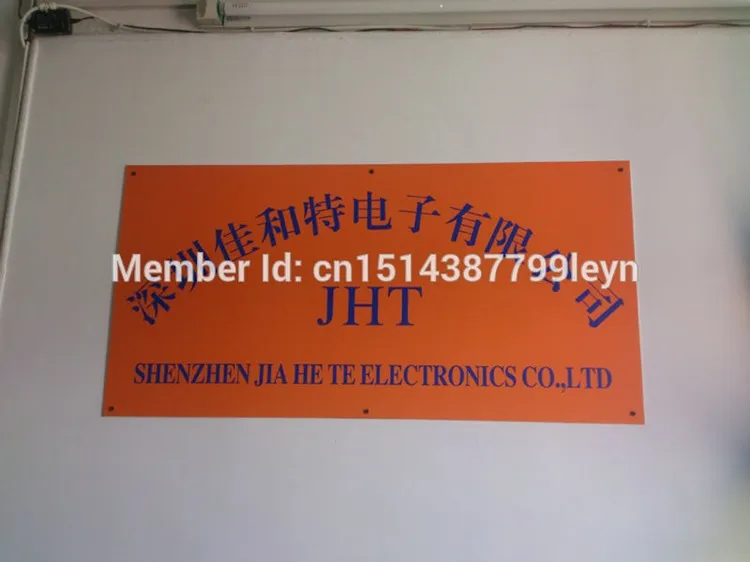 深圳佳和特电子有限公司
Member Id: cn1514387799leyn
JHT
SHENZHEN JIA HE TE ELECTRONICS CO.,LTD